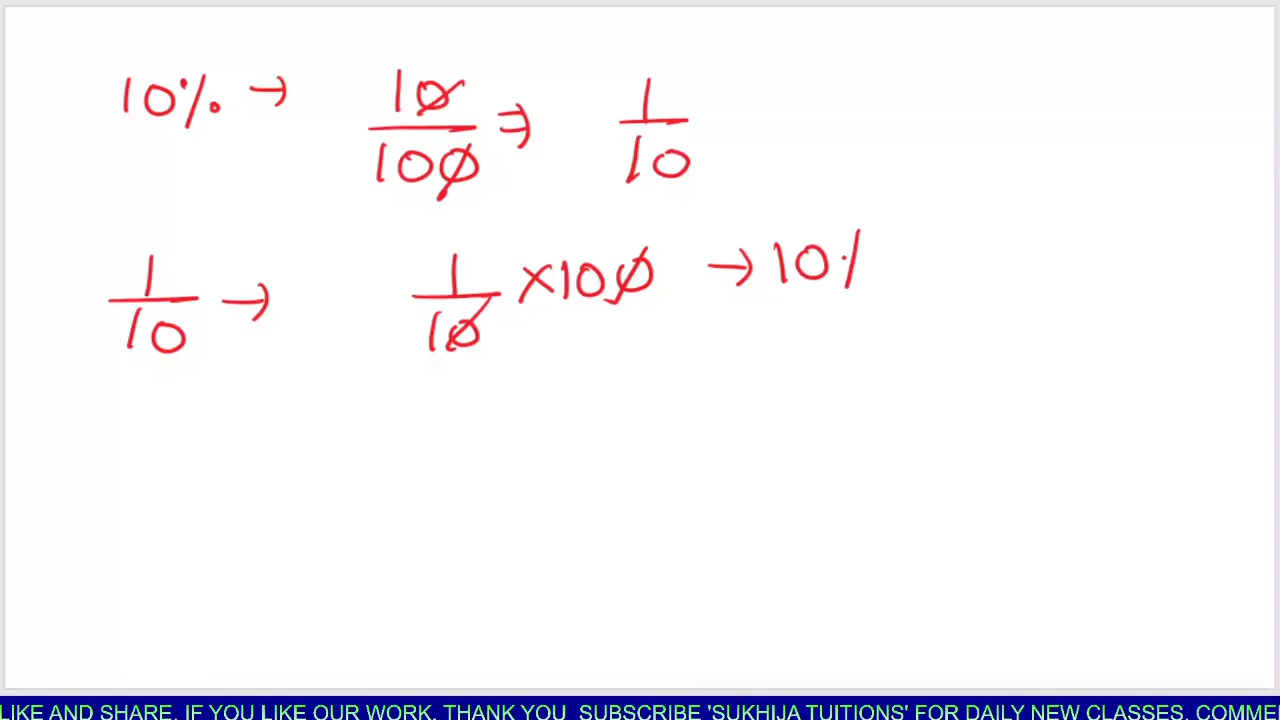 10% → 10/100 ⇒ 1/10
1/10 → 1/10 ×100 → 10%
LIKE AND SHARE. IF YOU LIKE OUR WORK. THANK YOU SUBSCRIBE 'SUKHIJA TUITIONS' FOR DAILY NEW CLASSES. COMME